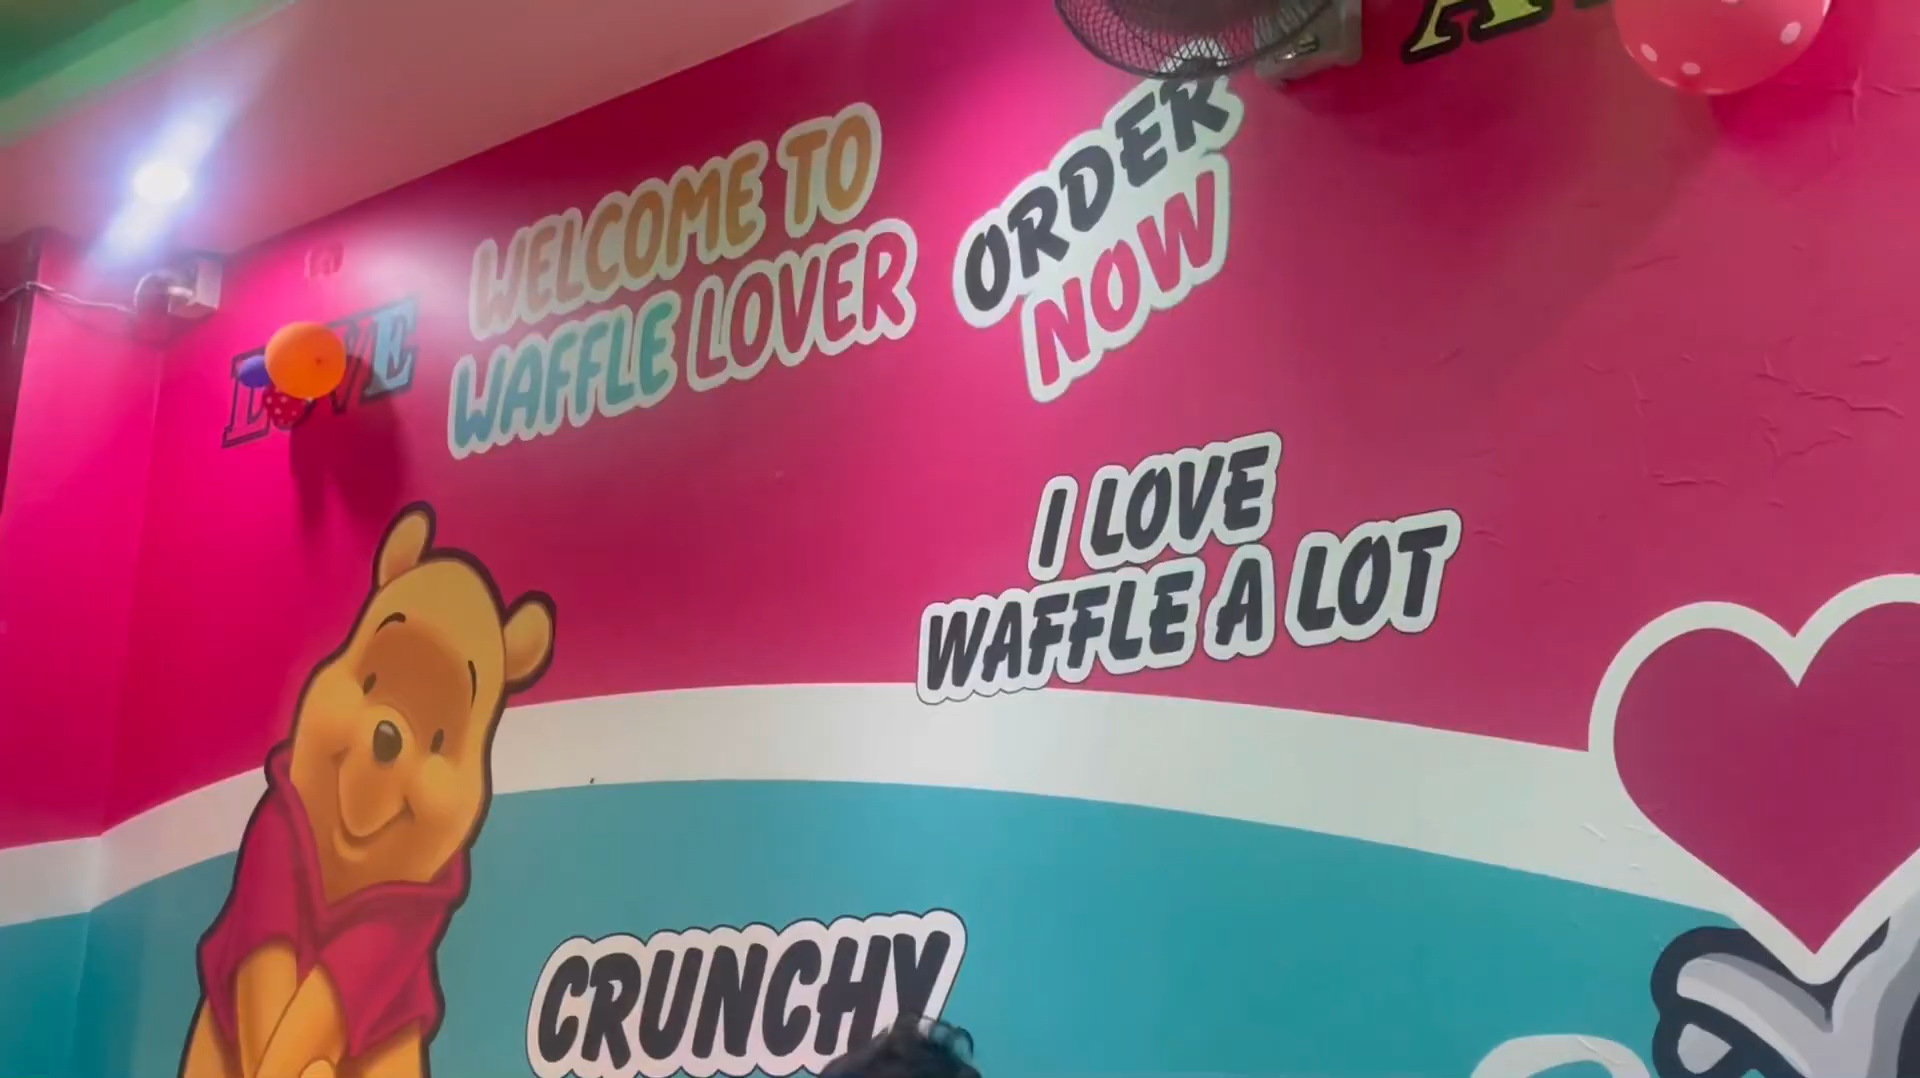 LOVE
WELCOME TO
WAFFLE LOVER
ORDER
NOW
I LOVE
WAFFLE A LOT
CRUNCHY